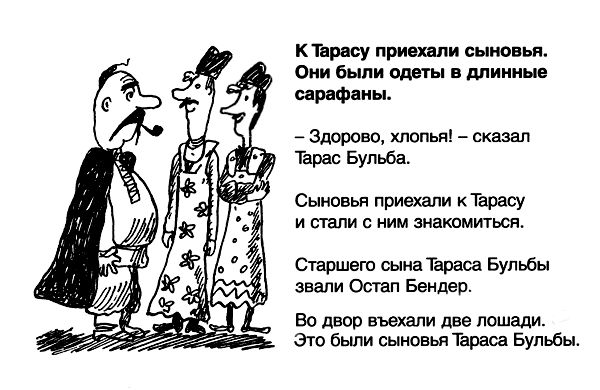 К Тарасу приехали сыновья.
Они были одеты в длинные
сарафаны.
– Здорово, хлопья! – сказал
Тарас Бульба.
Сыновья приехали к Тарасу
и стали с ним знакомиться.
Старшего сына Тараса Бульбы
звали Остап Бендер.
Во двор въехали две лошади.
Это были сыновья Тараса Бульбы.